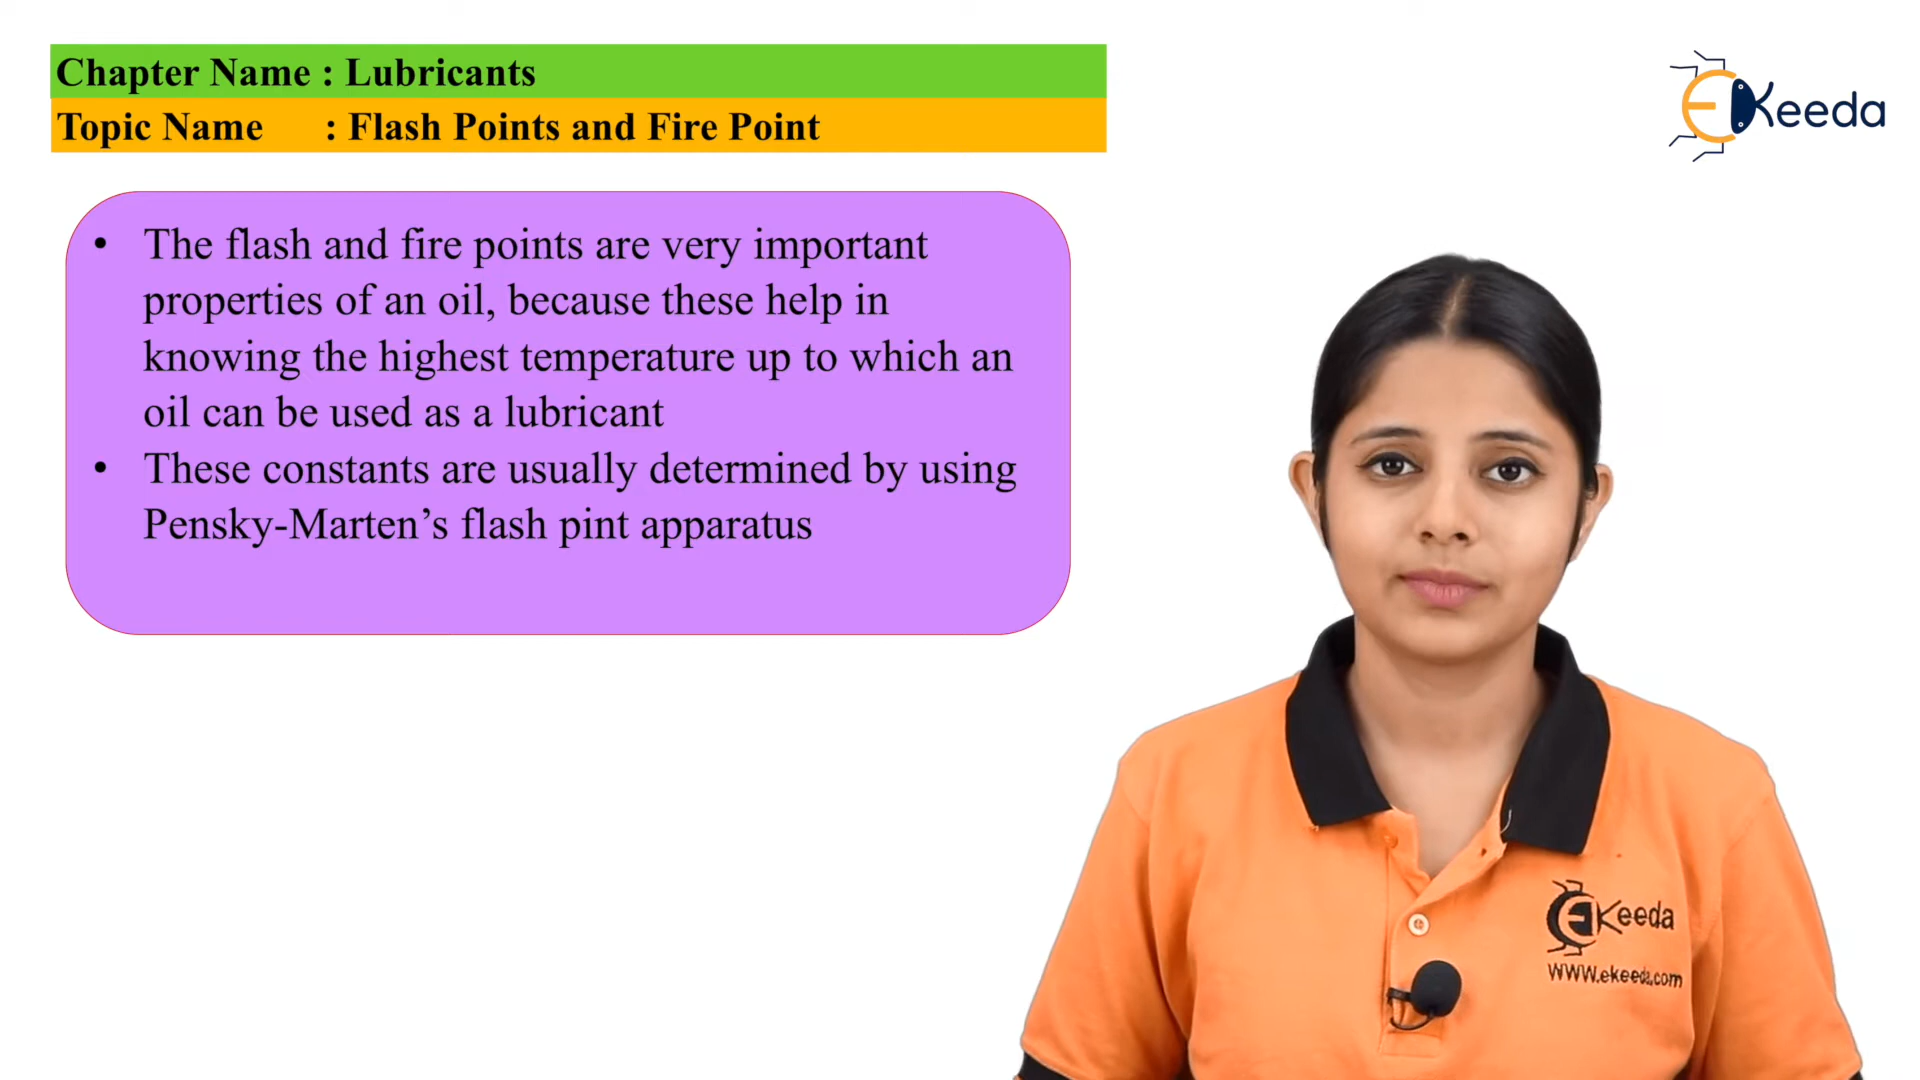 Chapter Name : Lubricants
Topic Name : Flash Points and Fire Point
EKeeda
• The flash and fire points are very important
properties of an oil, because these help in
knowing the highest temperature up to which an
oil can be used as a lubricant
• These constants are usually determined by using
Pensky-Marten’s flash pint apparatus
EKeeda
WWW.ekeeda.com